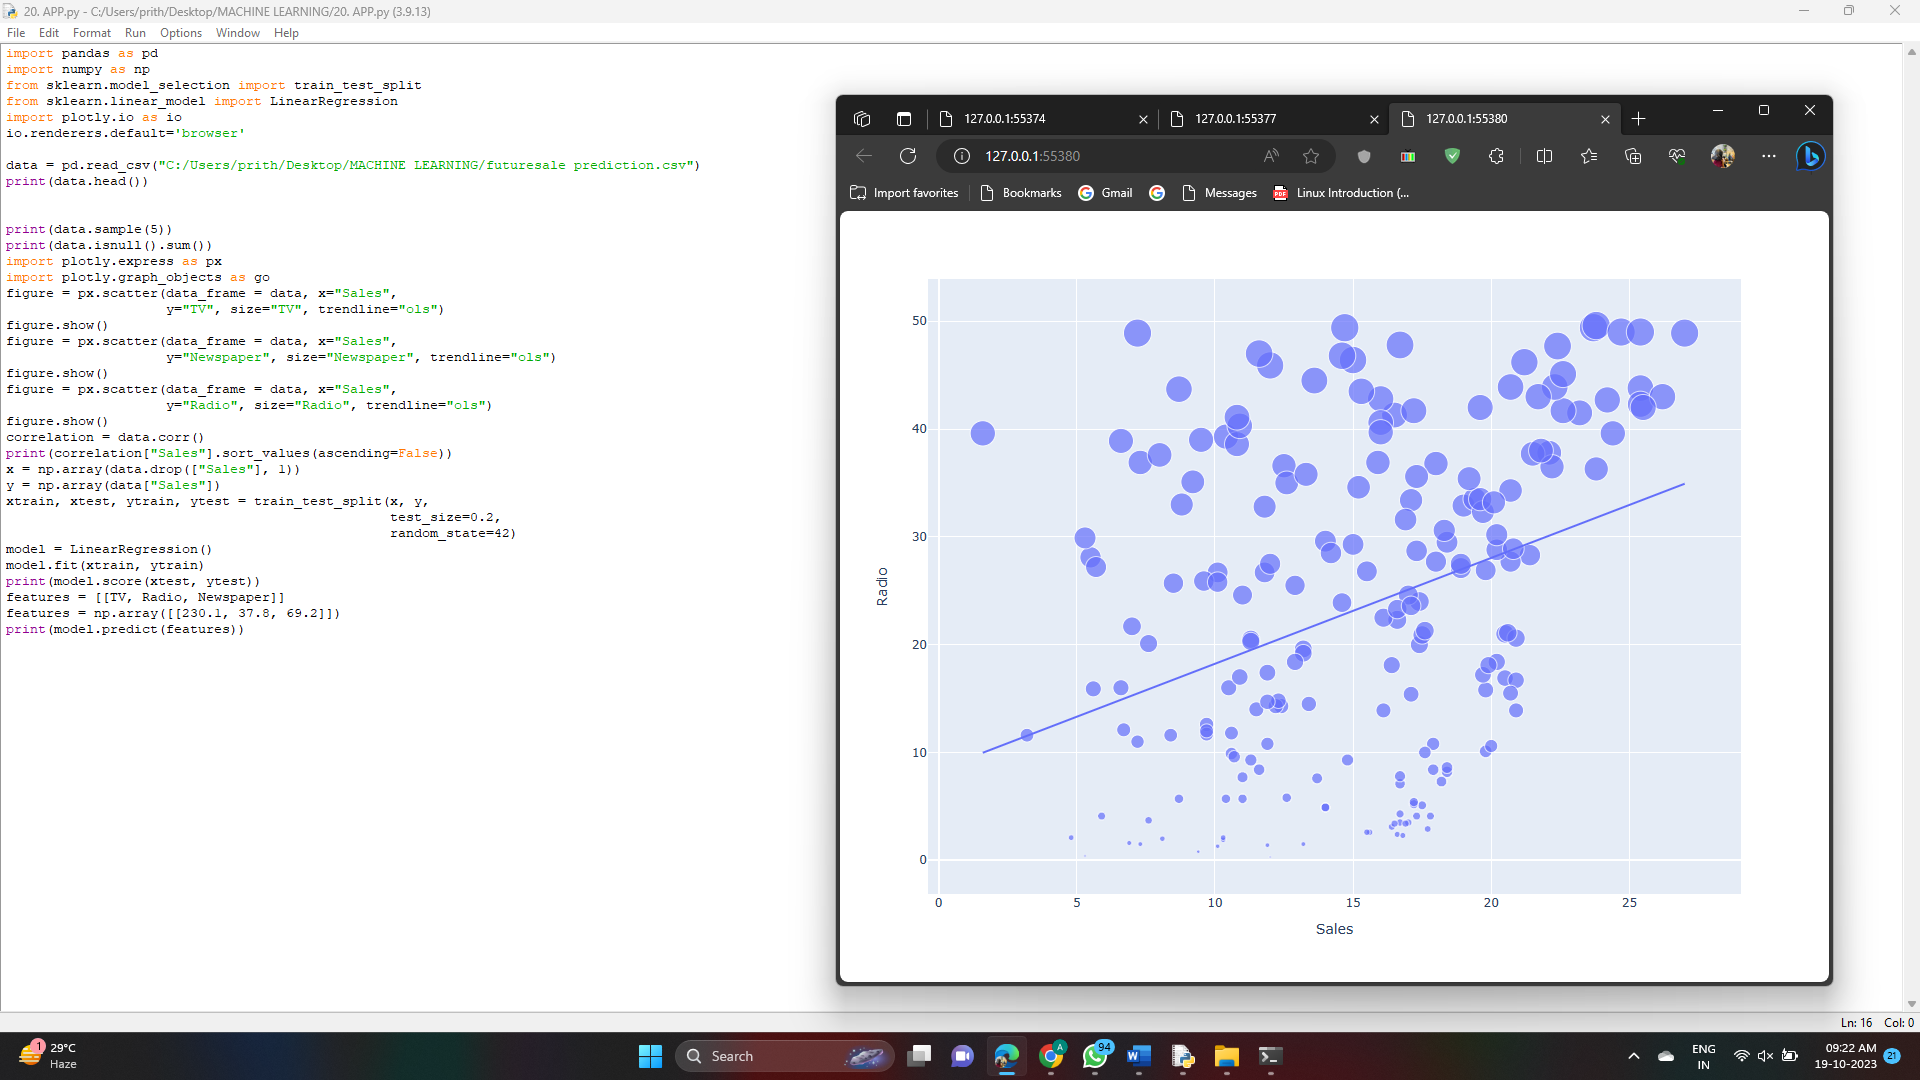 20. APP.py - C:/Users/prith/Desktop/MACHINE LEARNING/20. APP.py (3.9.13)
File Edit Format Run Options Window Help
import pandas as pd
import numpy as np
from sklearn.model_selection import train_test_split
from sklearn.linear_model import LinearRegression
import plotly.io as io
io.renderers.default='browser'
data = pd.read_csv("C:/Users/prith/Desktop/MACHINE LEARNING/futuresale prediction.csv")
print(data.head())
print(data.sample(5))
print(data.isnull().sum())
import plotly.express as px
import plotly.graph_objects as go
figure = px.scatter(data_frame = data, x="Sales",
y="TV", size="TV", trendline="ols")
figure.show()
figure = px.scatter(data_frame = data, x="Sales",
y="Newspaper", size="Newspaper", trendline="ols")
figure.show()
figure = px.scatter(data_frame = data, x="Sales",
y="Radio", size="Radio", trendline="ols")
figure.show()
correlation = data.corr()
print(correlation["Sales"].sort_values(ascending=False))
x = np.array(data.drop(["Sales"], 1))
y = np.array(data["Sales"])
xtrain, xtest, ytrain, ytest = train_test_split(x, y,
test_size=0.2,
random_state=42)
model = LinearRegression()
model.fit(xtrain, ytrain)
print(model.score(xtest, ytest))
features = [[TV, Radio, Newspaper]]
features = np.array([[230.1, 37.8, 69.2]])
print(model.predict(features))
127.0.0.1:55374
127.0.0.1:55377
127.0.0.1:55380
127.0.0.1:55380
Import favorites
Bookmarks
Gmail
Messages
PDF
Linux Introduction (...
50
40
30
20
10
0
Radio
0 5 10 15 20 25
Sales
Ln: 16 Col: 0
1
29°C
Haze
Search
A
94
ENG
IN
09:22 AM
19-10-2023
21